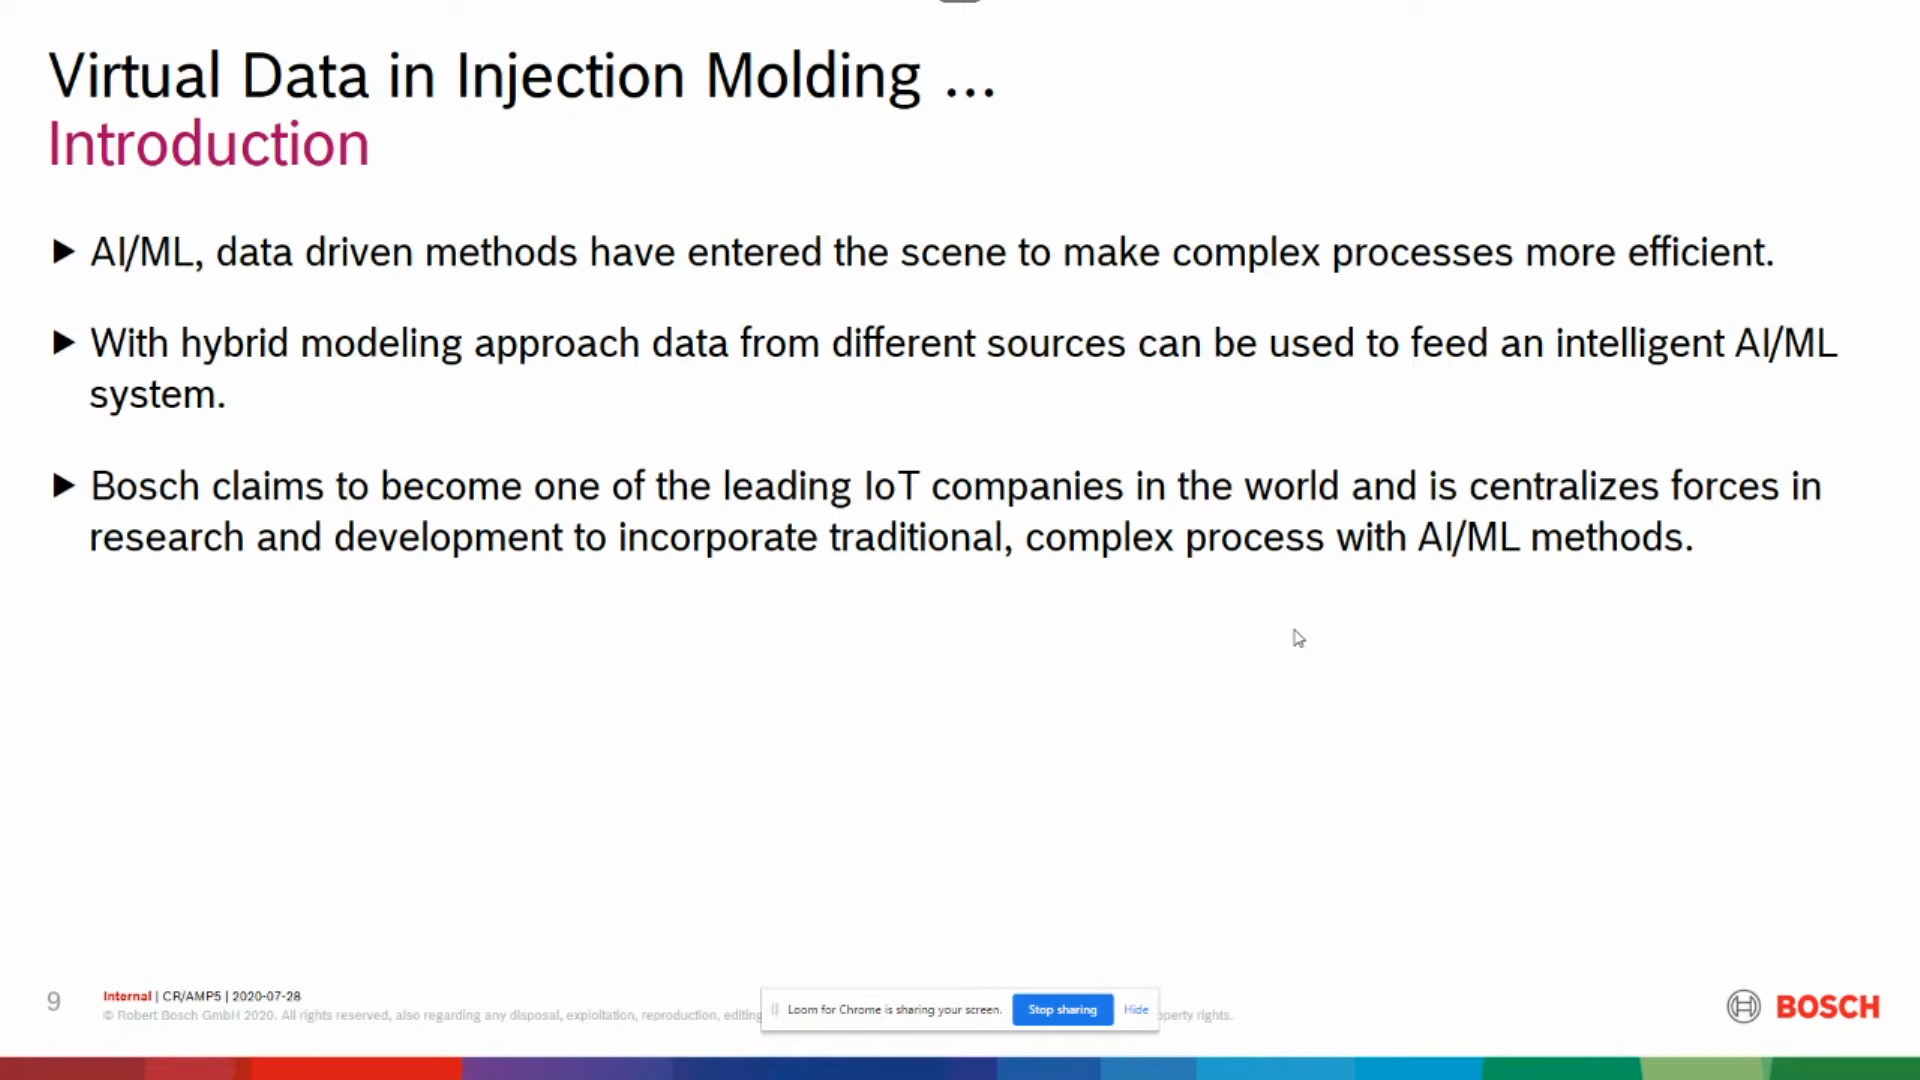 Virtual Data in Injection Molding ...
Introduction
AI/ML, data driven methods have entered the scene to make complex processes more efficient.
With hybrid modeling approach data from different sources can be used to feed an intelligent AI/ML
system.
Bosch claims to become one of the leading IoT companies in the world and is centralizes forces in
research and development to incorporate traditional, complex process with AI/ML methods.
9
Internal | CR/AMP5 | 2020-07-28
© Robert Bosch GmbH 2020. All rights reserved, also regarding any disposal, exploitation, reproduction, editing
Loom for Chrome is sharing your screen. Stop sharing Hide
rights.
BOSCH